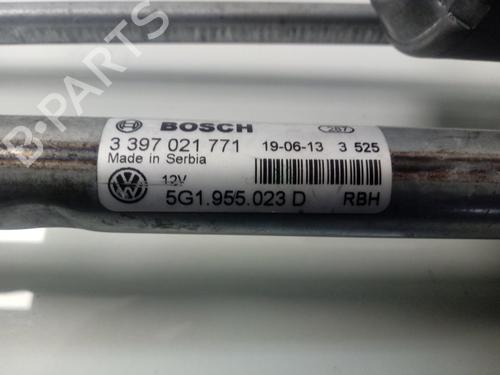 BOSCH 287
3 397 021 771 19-06-13 3 525
Made in Serbia
12V
5G1.955.023 D RBH
B-Parts